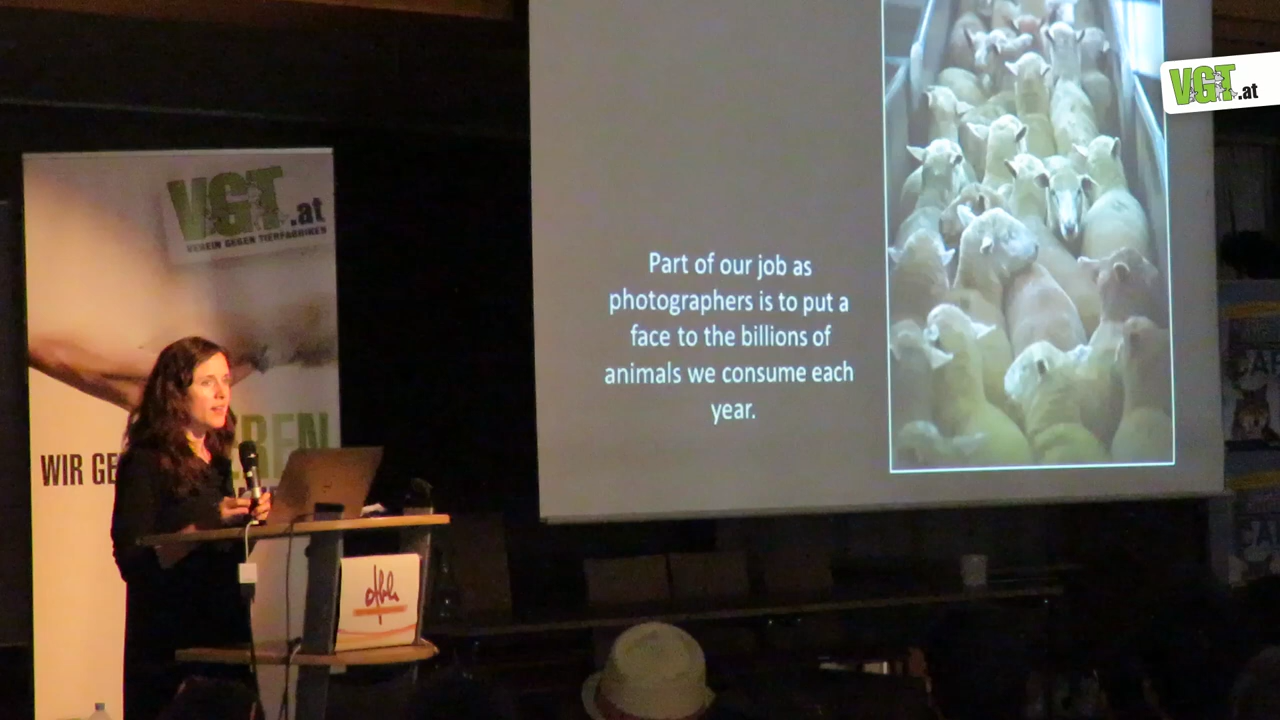 VGT.at
VEREIN GEGEN TIERFABRIKEN
WIR GE
Part of our job as
photographers is to put a
face to the billions of
animals we consume each
year.
VGT.at